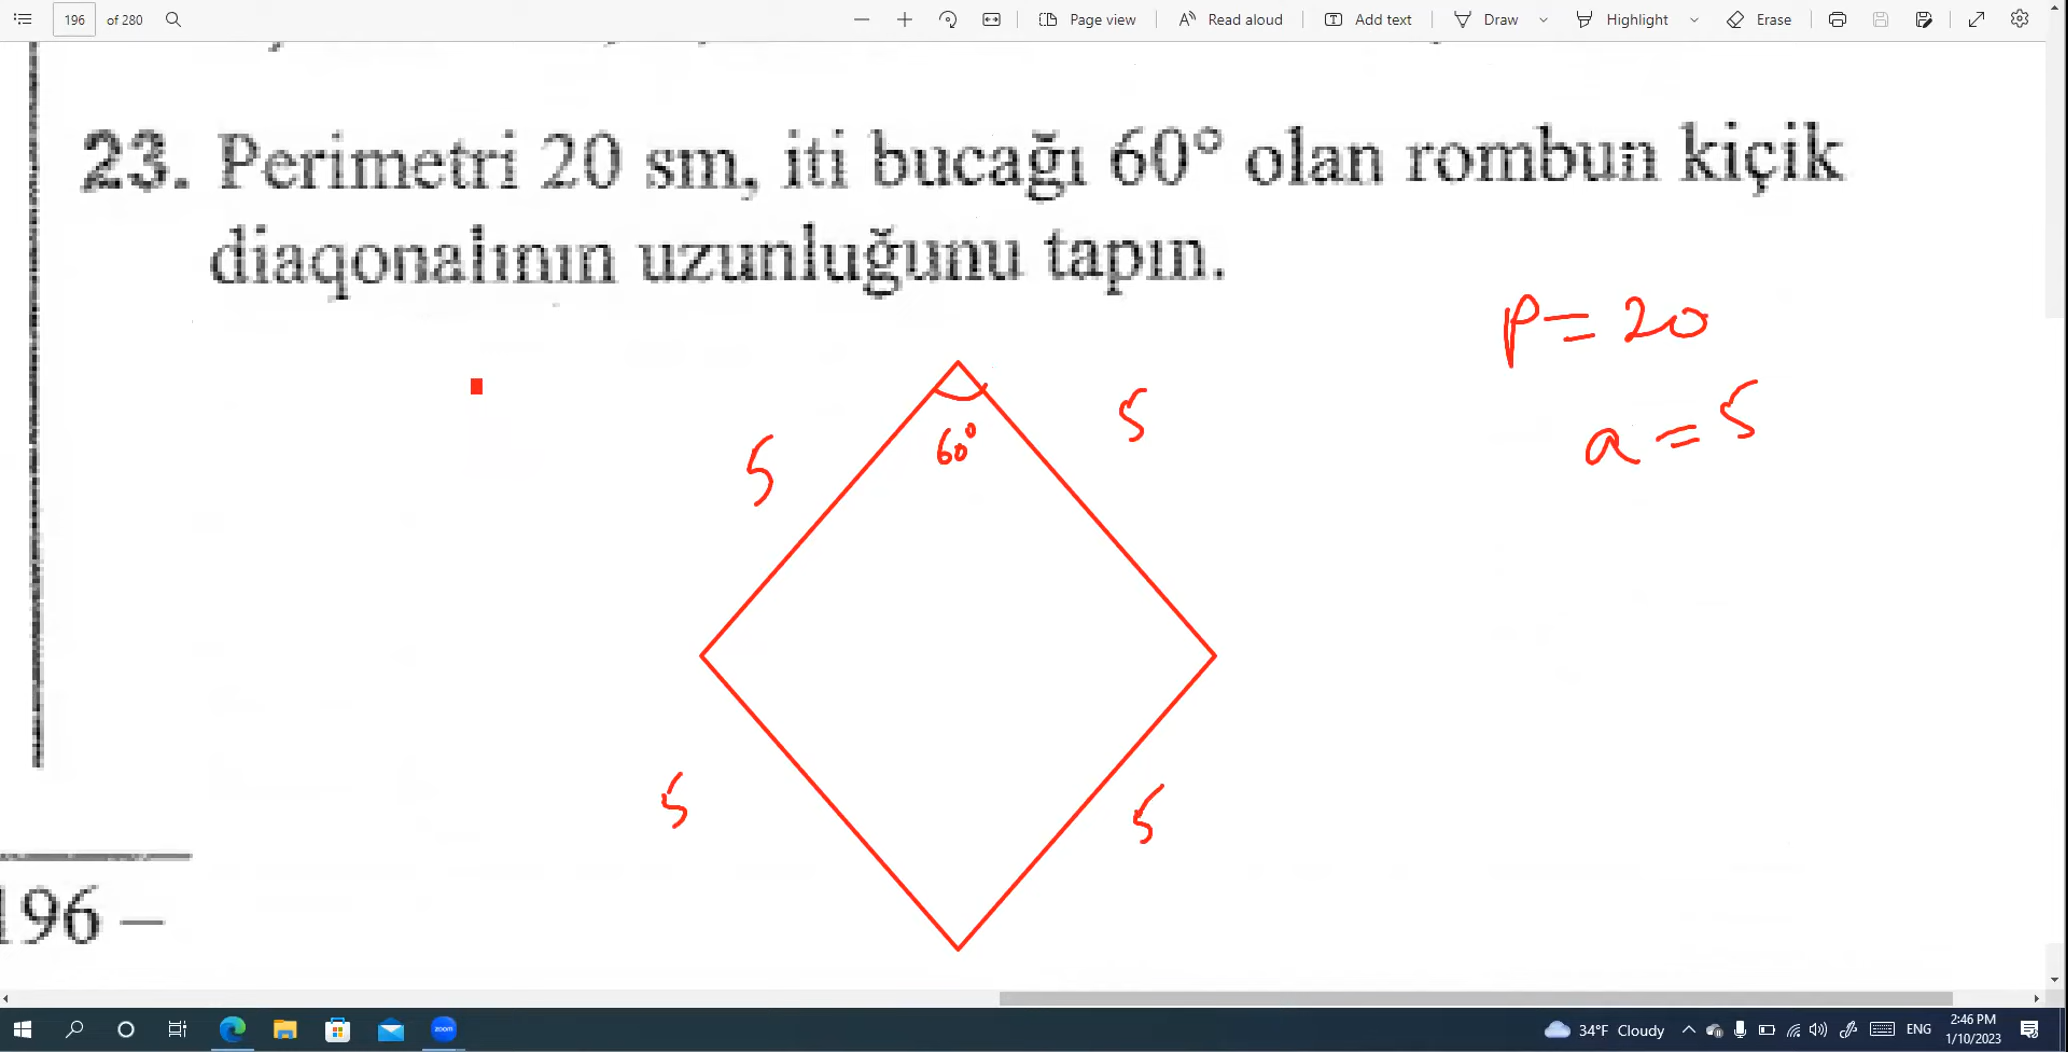 196 of 280 Page view Read aloud Add text Draw Highlight Erase
23. Perimetri 20 sm, iti bucağı 60° olan rombun kiçik
diaqonalının uzunluğunu tapın.
P = 20
a = 5
5
5
60°
5
5
196 –
zoom
34°F Cloudy
ENG
2:46 PM
1/10/2023